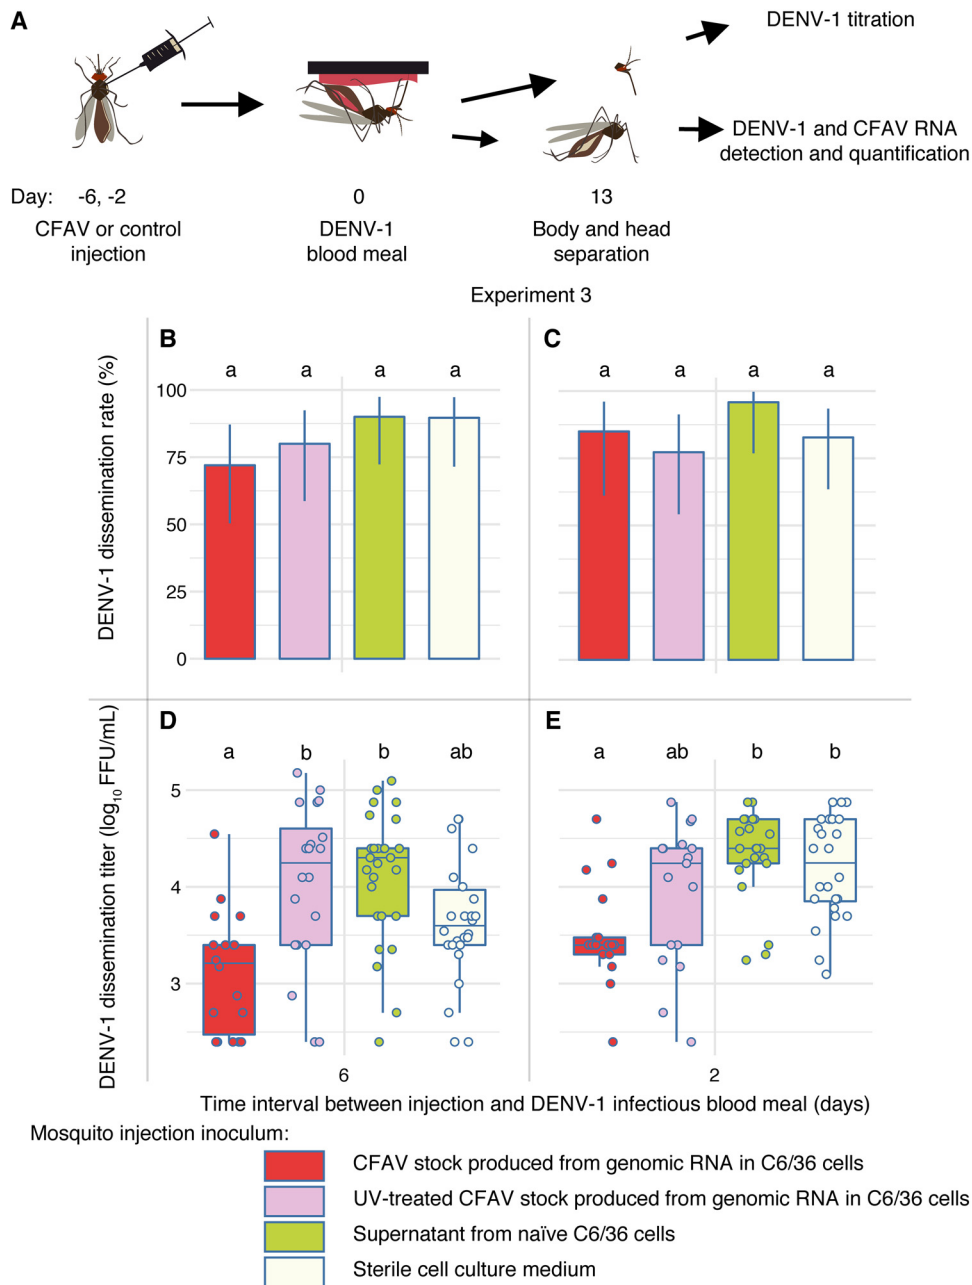 A
DENV-1 titration
DENV-1 and CFAV RNA
detection and quantification
Day: -6, -2
0
13
CFAV or control
injection
DENV-1
blood meal
Body and head
separation
Experiment 3
B
C
DENV-1 dissemination rate (%)
a a a a
a a a a
100
75
50
25
0
D
E
DENV-1 dissemination titer (log10 FFU/mL)
a b b ab
a ab b b
5
4
3
6
2
Time interval between injection and DENV-1 infectious blood meal (days)
Mosquito injection inoculum:
CFAV stock produced from genomic RNA in C6/36 cells
UV-treated CFAV stock produced from genomic RNA in C6/36 cells
Supernatant from naïve C6/36 cells
Sterile cell culture medium